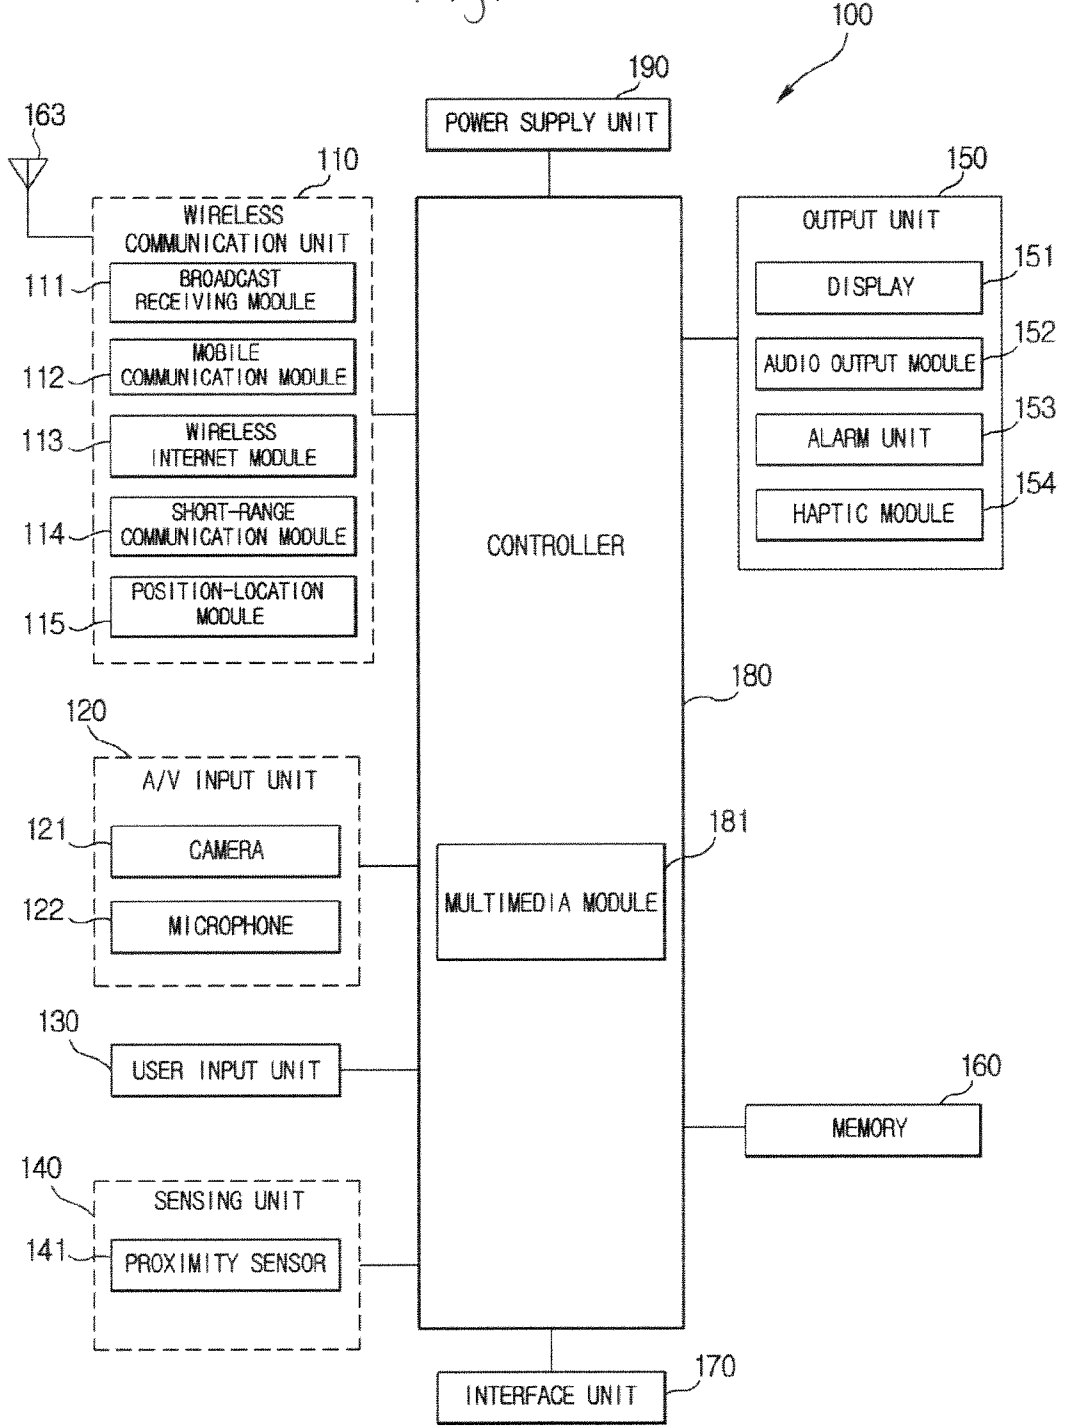 100
190
POWER SUPPLY UNIT
163
110
WIRELESS
COMMUNICATION UNIT
111
BROADCAST
RECEIVING MODULE
112
MOBILE
COMMUNICATION MODULE
113
WIRELESS
INTERNET MODULE
114
SHORT-RANGE
COMMUNICATION MODULE
115
POSITION-LOCATION
MODULE
120
A/V INPUT UNIT
121
CAMERA
122
MICROPHONE
130
USER INPUT UNIT
140
SENSING UNIT
141
PROXIMITY SENSOR
CONTROLLER
180
181
MULTIMEDIA MODULE
150
OUTPUT UNIT
151
DISPLAY
152
AUDIO OUTPUT MODULE
153
ALARM UNIT
154
HAPTIC MODULE
160
MEMORY
170
INTERFACE UNIT